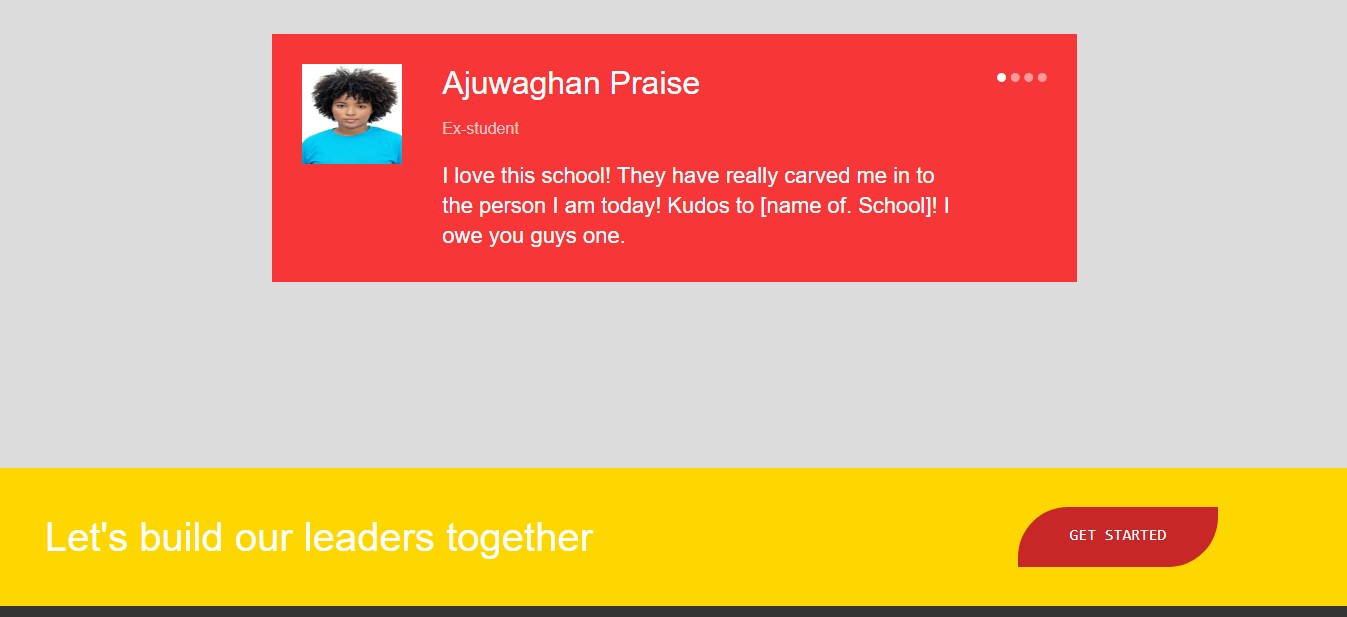 Ajuwaghan Praise
Ex-student
I love this school! They have really carved me in to
the person I am today! Kudos to [name of. School]! I
owe you guys one.
Let's build our leaders together
GET STARTED